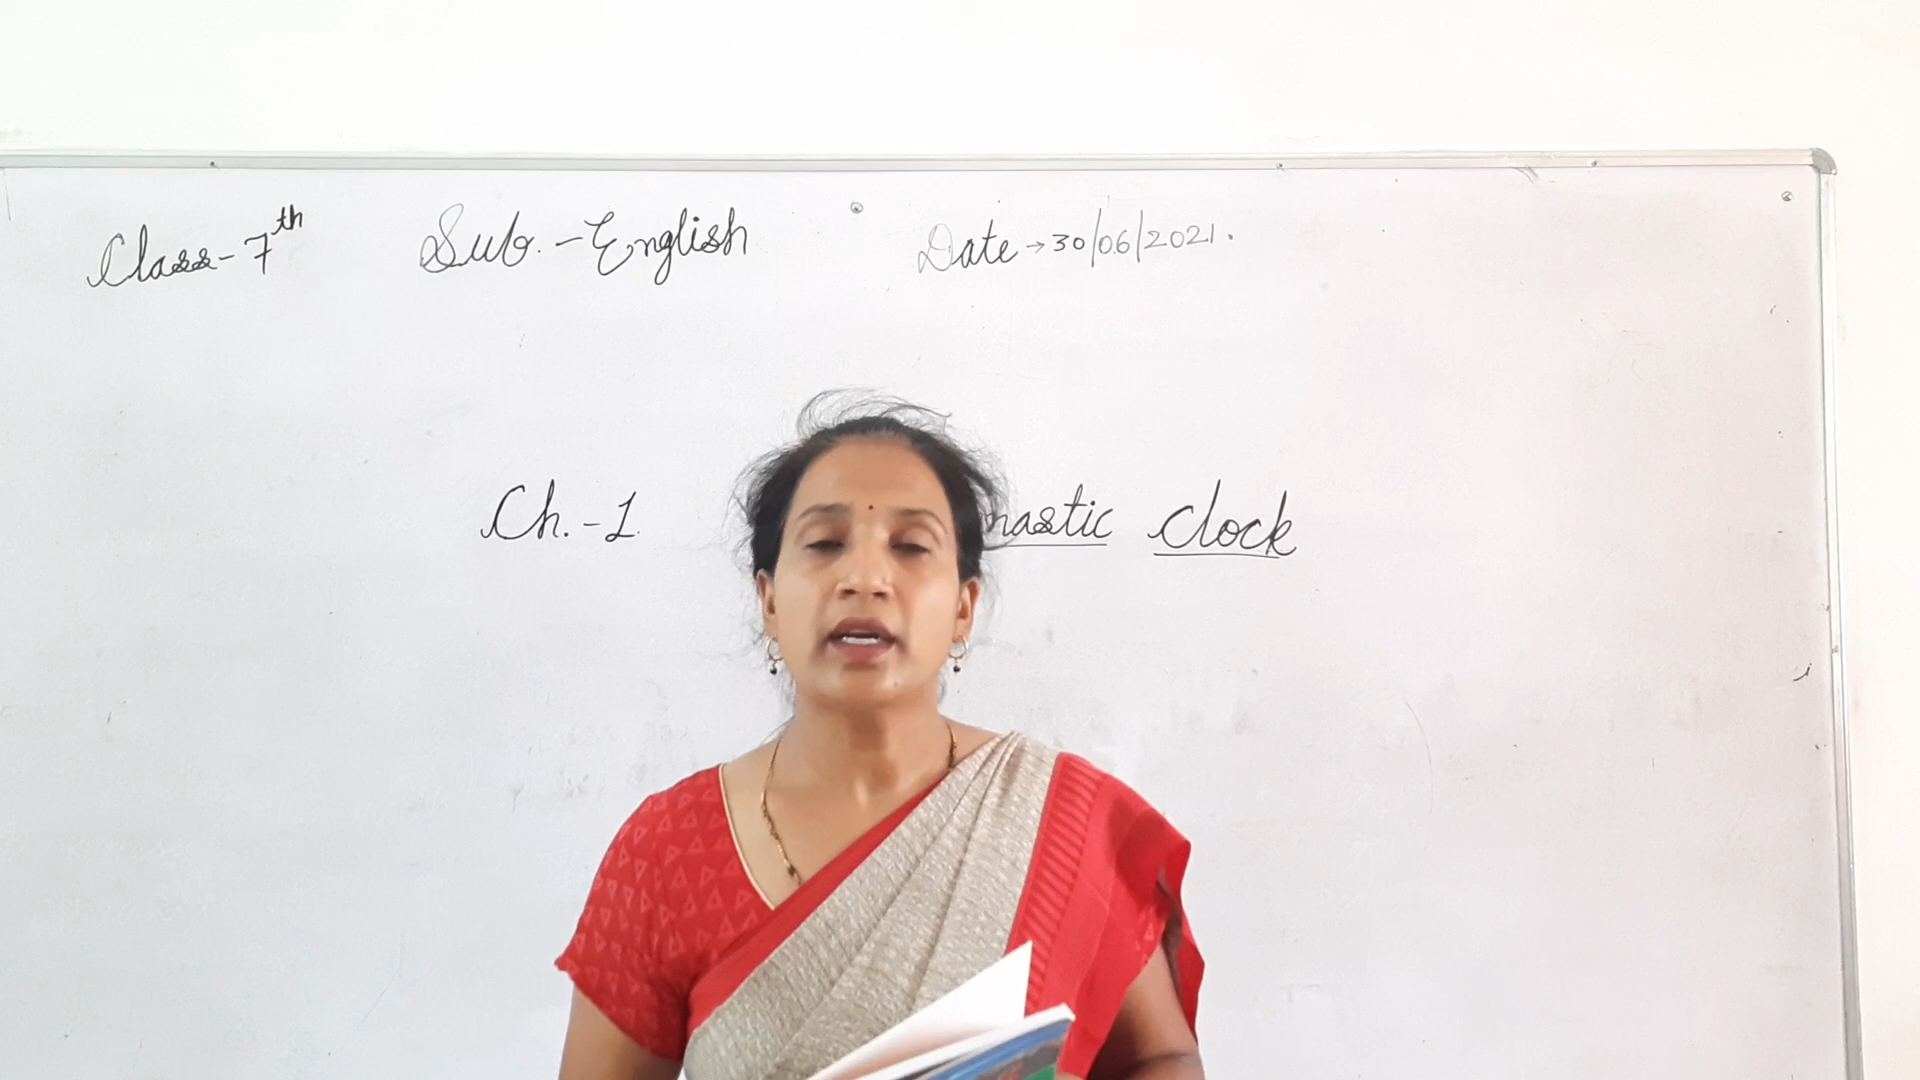 Class-7th Sub.-English Date→30/06/2021.
Ch.-1 nastic Clock